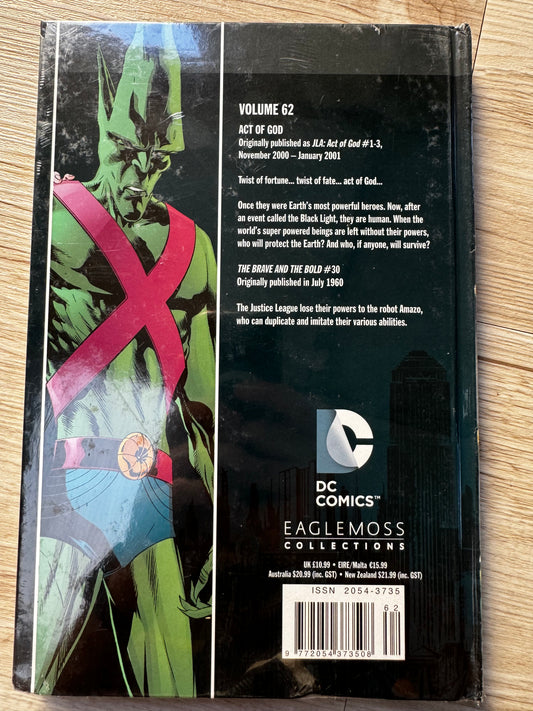 VOLUME 62
ACT OF GOD
Originally published as JLA: Act of God #1-3,
November 2000 – January 2001
Twist of fortune... twist of fate... act of God...
Once they were Earth's most powerful heroes. Now, after
an event called the Black Light, they are human. When the
world's super powered beings are left without their powers,
who will protect the Earth? And who, if anyone, will survive?
THE BRAVE AND THE BOLD #30
Originally published in July 1960
The Justice League lose their powers to the robot Amazo,
who can duplicate and imitate their various abilities.
DC
DC
COMICS™
EAGLEMOSS
COLLECTIONS
UK £10.99 • EIRE/Malta €15.99
Australia $20.99 (inc. GST) • New Zealand $21.99 (inc. GST)
ISSN 2054-3735
62
9 772054 373508